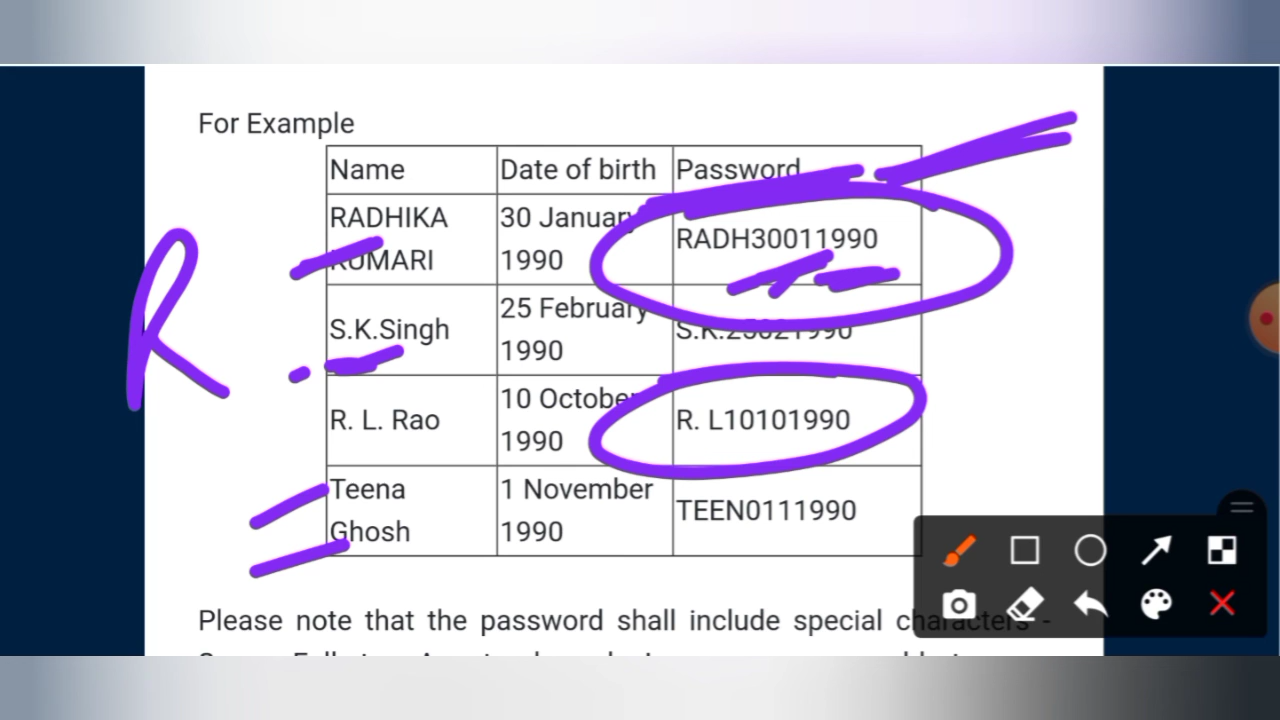 For Example
Name Date of birth Password
RADHIKA KUMARI 30 January 1990 RADH30011990
S.K.Singh 25 February 1990 S.K.25021990
R. L. Rao 10 October 1990 R. L10101990
Teena Ghosh 1 November 1990 TEEN0111990
R
Please note that the password shall include special characters -